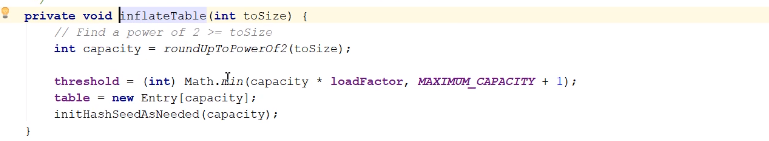 private void inflateTable(int toSize) {
// Find a power of 2 >= toSize
int capacity = roundUpToPowerOf2(toSize);
threshold = (int) Math.min(capacity * loadFactor, MAXIMUM_CAPACITY + 1);
table = new Entry[capacity];
initHashSeedAsNeeded(capacity);
}